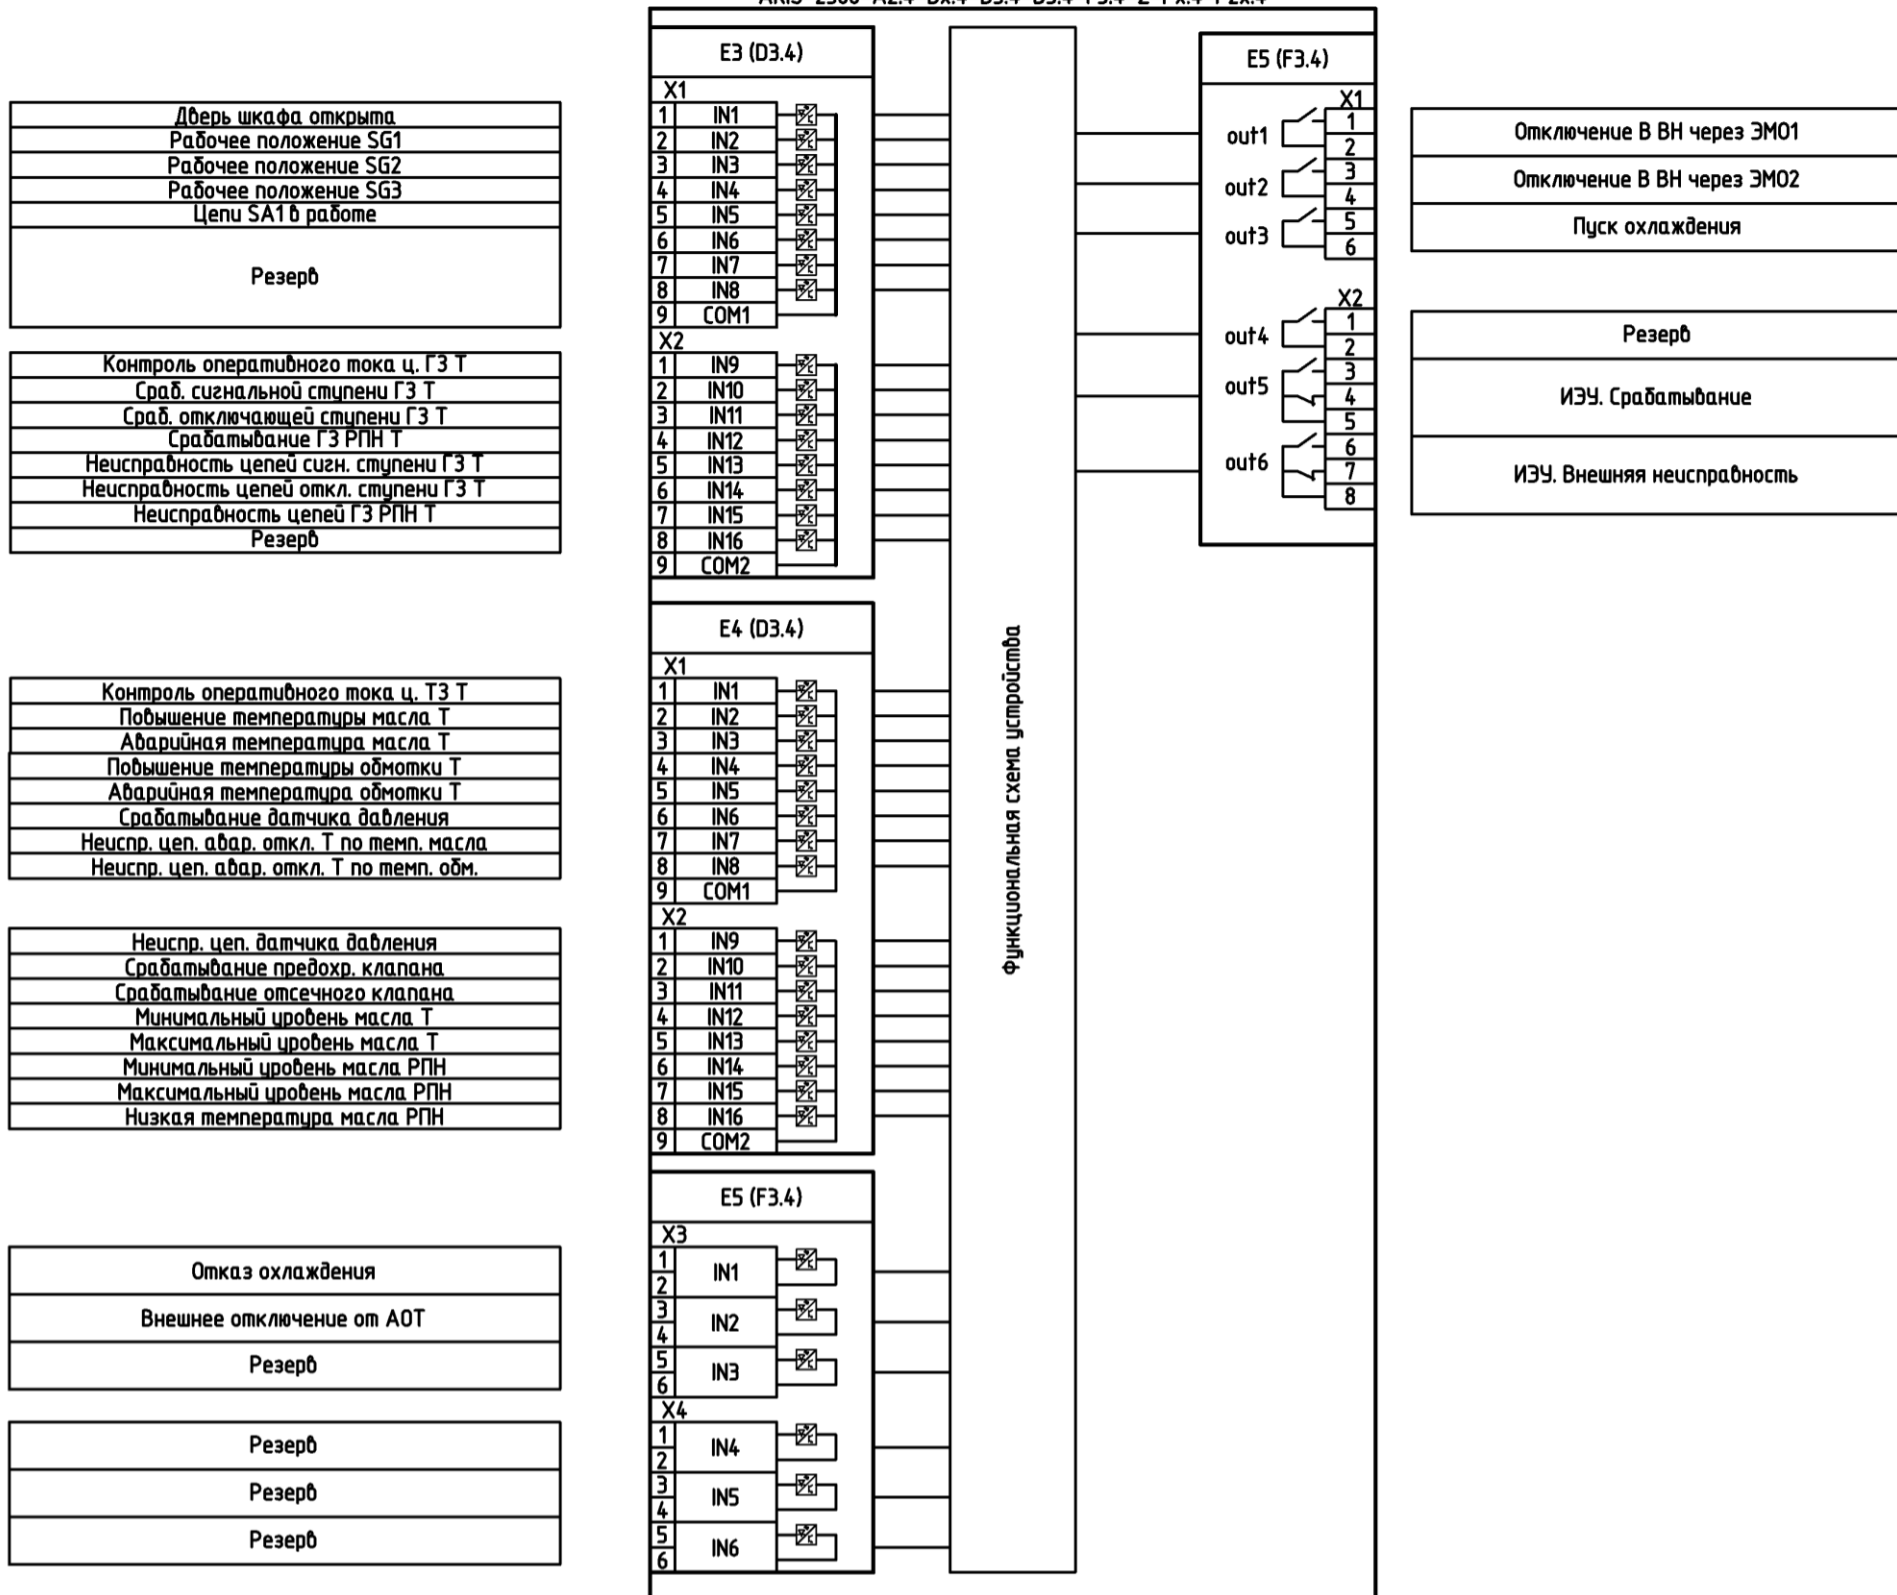 E3 (D3.4)
X1
Дверь шкафа открыта
1 IN1
Рабочее положение SG1
2 IN2
Рабочее положение SG2
3 IN3
Рабочее положение SG3
4 IN4
Цепи SA1 в работе
5 IN5
6 IN6
Резерв
7 IN7
8 IN8
9 COM1
X2
Контроль оперативного тока ц. ГЗ Т
1 IN9
Сраб. сигнальной ступени ГЗ Т
2 IN10
Сраб. отключающей ступени ГЗ Т
3 IN11
Срабатывание ГЗ РПН Т
4 IN12
Неисправность цепей сигн. ступени ГЗ Т
5 IN13
Неисправность цепей откл. ступени ГЗ Т
6 IN14
Неисправность цепей ГЗ РПН Т
7 IN15
Резерв
8 IN16
9 COM2
E4 (D3.4)
X1
Контроль оперативного тока ц. ТЗ Т
1 IN1
Повышение температуры масла Т
2 IN2
Аварийная температура масла Т
3 IN3
Повышение температуры обмотки Т
4 IN4
Аварийная температура обмотки Т
5 IN5
Срабатывание датчика давления
6 IN6
Неиспр. цеп. авар. откл. Т по темп. масла
7 IN7
Неиспр. цеп. авар. откл. Т по темп. обм.
8 IN8
9 COM1
X2
Неиспр. цеп. датчика давления
1 IN9
Срабатывание предохр. клапана
2 IN10
Срабатывание отсечного клапана
3 IN11
Минимальный уровень масла Т
4 IN12
Максимальный уровень масла Т
5 IN13
Минимальный уровень масла РПН
6 IN14
Максимальный уровень масла РПН
7 IN15
Низкая температура масла РПН
8 IN16
9 COM2
E5 (F3.4)
X3
Отказ охлаждения
1
IN1
2
Внешнее отключение от АОТ
3
IN2
4
Резерв
5
IN3
6
X4
Резерв
1
IN4
2
Резерв
3
IN5
4
Резерв
5
IN6
6
Функциональная схема устройства
E5 (F3.4)
X1
out1
1
2
Отключение В ВН через ЭМО1
out2
3
4
Отключение В ВН через ЭМО2
out3
5
6
Пуск охлаждения
X2
out4
1
2
Резерв
out5
3
4
5
ИЭУ. Срабатывание
out6
6
7
8
ИЭУ. Внешняя неисправность